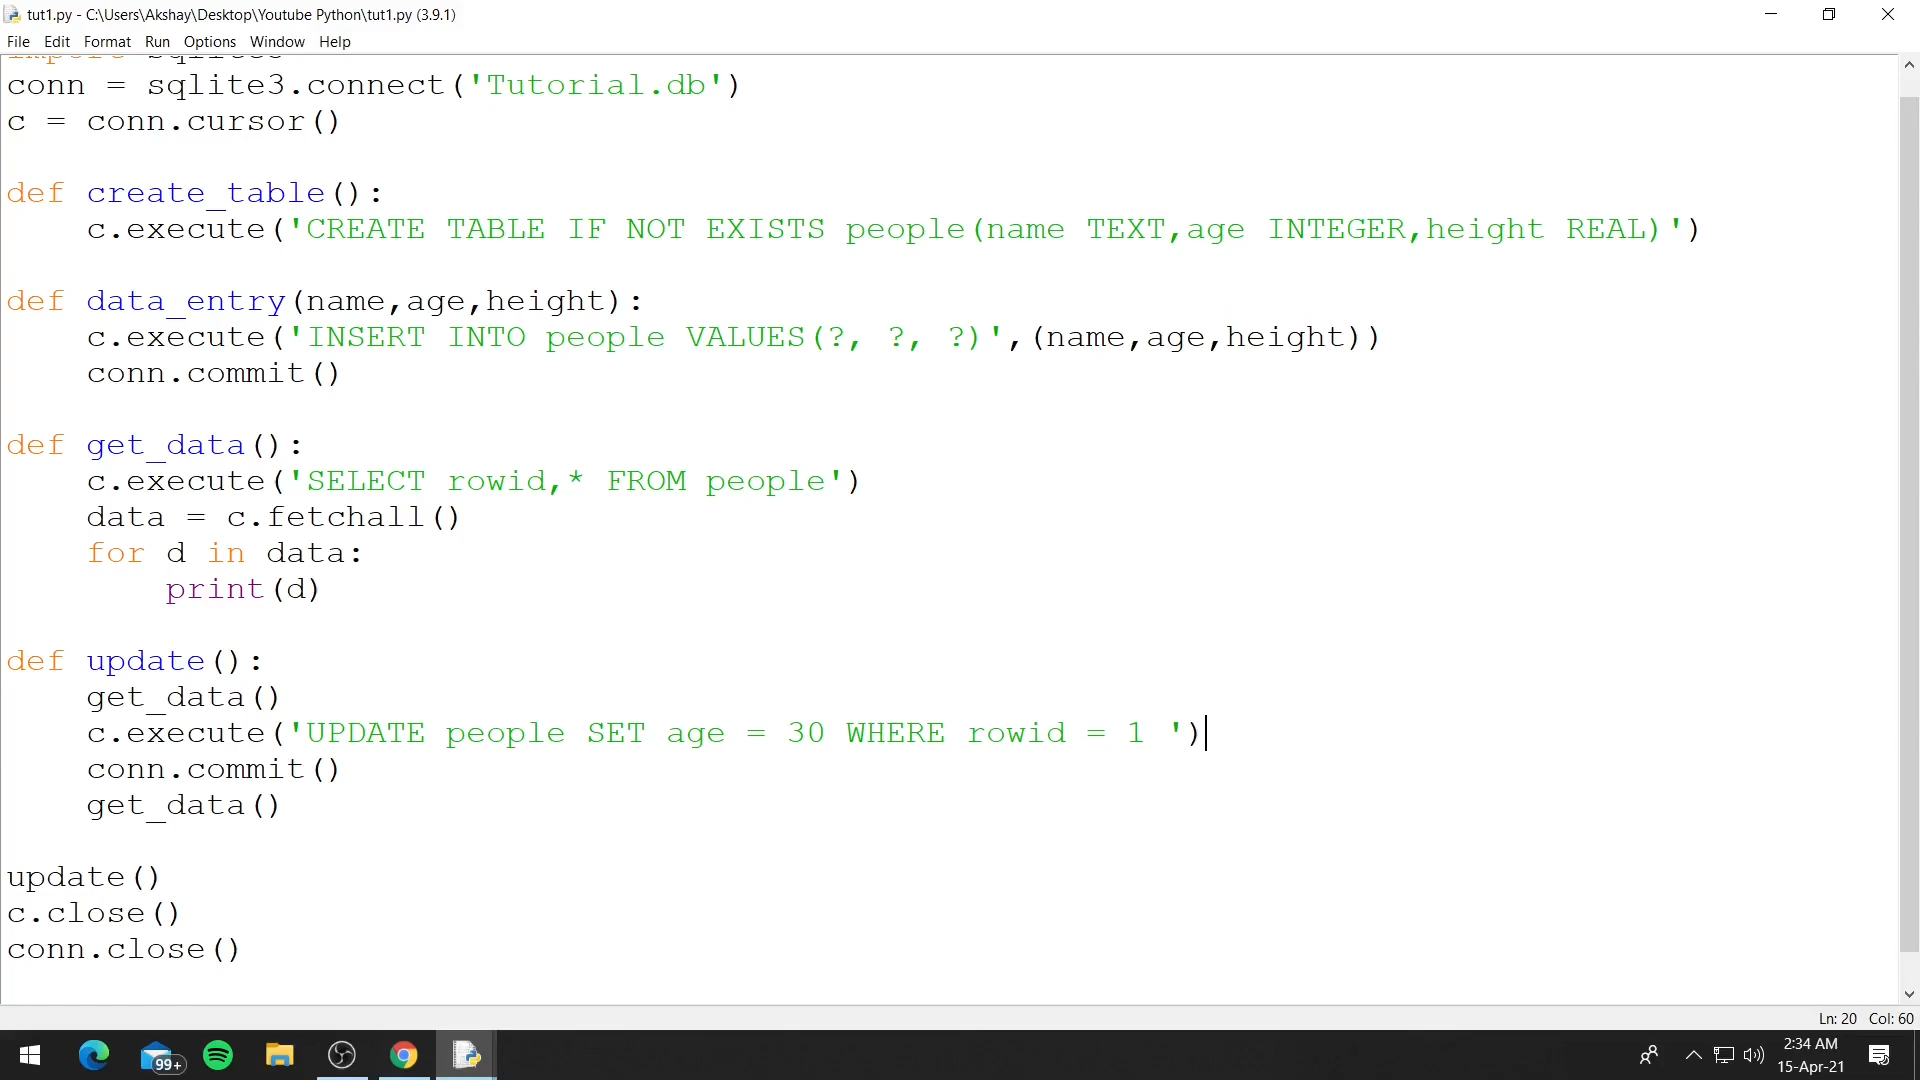 tut1.py - C:\Users\Akshay\Desktop\Youtube Python\tut1.py (3.9.1)
File Edit Format Run Options Window Help
import sqlite3
conn = sqlite3.connect('Tutorial.db')
c = conn.cursor()
def create_table():
c.execute('CREATE TABLE IF NOT EXISTS people(name TEXT,age INTEGER,height REAL)')
def data_entry(name,age,height):
c.execute('INSERT INTO people VALUES(?, ?, ?)',(name,age,height))
conn.commit()
def get_data():
c.execute('SELECT rowid,* FROM people')
data = c.fetchall()
for d in data:
print(d)
def update():
get_data()
c.execute('UPDATE people SET age = 30 WHERE rowid = 1 ')
conn.commit()
get_data()
update()
c.close()
conn.close()
Ln: 20 Col: 60
99+
2:34 AM
15-Apr-21